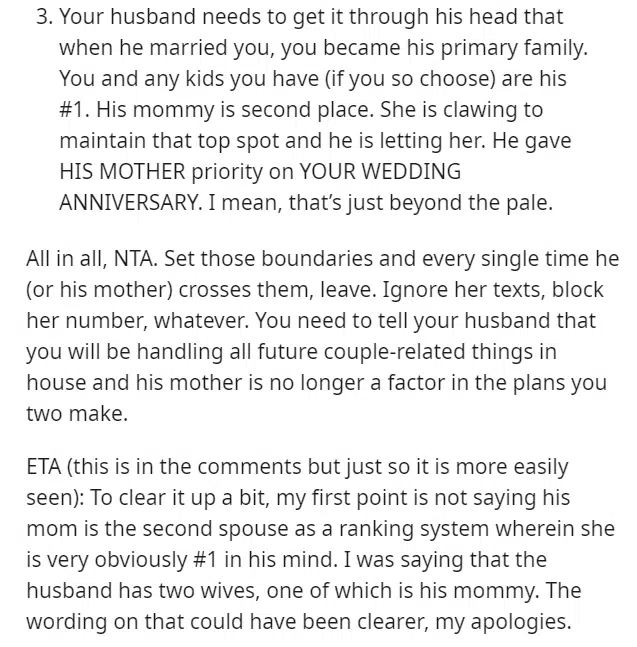 3. Your husband needs to get it through his head that
when he married you, you became his primary family.
You and any kids you have (if you so choose) are his
#1. His mommy is second place. She is clawing to
maintain that top spot and he is letting her. He gave
HIS MOTHER priority on YOUR WEDDING
ANNIVERSARY. I mean, that's just beyond the pale.
All in all, NTA. Set those boundaries and every single time he
(or his mother) crosses them, leave. Ignore her texts, block
her number, whatever. You need to tell your husband that
you will be handling all future couple-related things in
house and his mother is no longer a factor in the plans you
two make.
ETA (this is in the comments but just so it is more easily
seen): To clear it up a bit, my first point is not saying his
mom is the second spouse as a ranking system wherein she
is very obviously #1 in his mind. I was saying that the
husband has two wives, one of which is his mommy. The
wording on that could have been clearer, my apologies.